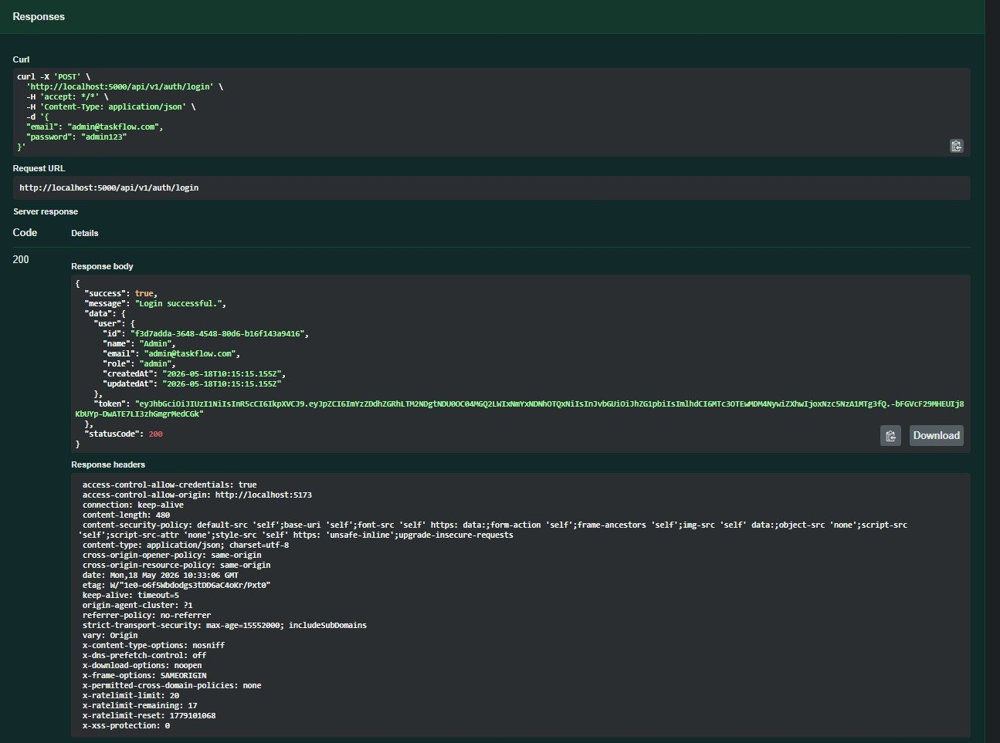 Responses
Curl
curl -X 'POST' \
  'http://localhost:5000/api/v1/auth/login' \
  -H 'accept: */*' \
  -H 'Content-Type: application/json' \
  -d '{
  "email": "admin@taskflow.com",
  "password": "admin123"
}'
Request URL
http://localhost:5000/api/v1/auth/login
Server response
Code Details
200
Response body
{
  "success": true,
  "message": "Login successful.",
  "data": {
    "user": {
      "id": "f3d7adda-3648-4548-80d6-b16f143a9416",
      "name": "Admin",
      "email": "admin@taskflow.com",
      "role": "admin",
      "createdAt": "2026-05-18T10:15:15.155Z",
      "updatedAt": "2026-05-18T10:15:15.155Z"
    },
    "token": "eyJhbGciOiJIUzI1NiIsInR5cCI6IkpXVCJ9.eyJpZCI6ImYzZDdhZGRhLTM2NDgtNDU0OC04MGQ2LWIxNmYxNDNhOTQxNiIsInJvbGUiOiJhZG1pbiIsImlhdCI6MTc3OTEwMDM4NywiZXhwIjoxNzc5NzA1MTg3fQ.-bFGVcF29MHEUIj8
KbUYp-DwATE7LI3zhGmgrMedCGk"
  },
  "statusCode": 200
}
Download
Response headers
access-control-allow-credentials: true
access-control-allow-origin: http://localhost:5173
connection: keep-alive
content-length: 480
content-security-policy: default-src 'self';base-uri 'self';font-src 'self' https: data:;form-action 'self';frame-ancestors 'self';img-src 'self' data:;object-src 'none';script-src
'self';script-src-attr 'none';style-src 'self' https: 'unsafe-inline';upgrade-insecure-requests
content-type: application/json; charset=utf-8
cross-origin-opener-policy: same-origin
cross-origin-resource-policy: same-origin
date: Mon,18 May 2026 10:33:06 GMT
etag: W/"1e0-o6f5Wbdodgs3tDD6aC4oKr/Pxt0"
keep-alive: timeout=5
origin-agent-cluster: ?1
referrer-policy: no-referrer
strict-transport-security: max-age=15552000; includeSubDomains
vary: Origin
x-content-type-options: nosniff
x-dns-prefetch-control: off
x-download-options: noopen
x-frame-options: SAMEORIGIN
x-permitted-cross-domain-policies: none
x-ratelimit-limit: 20
x-ratelimit-remaining: 17
x-ratelimit-reset: 1779101068
x-xss-protection: 0